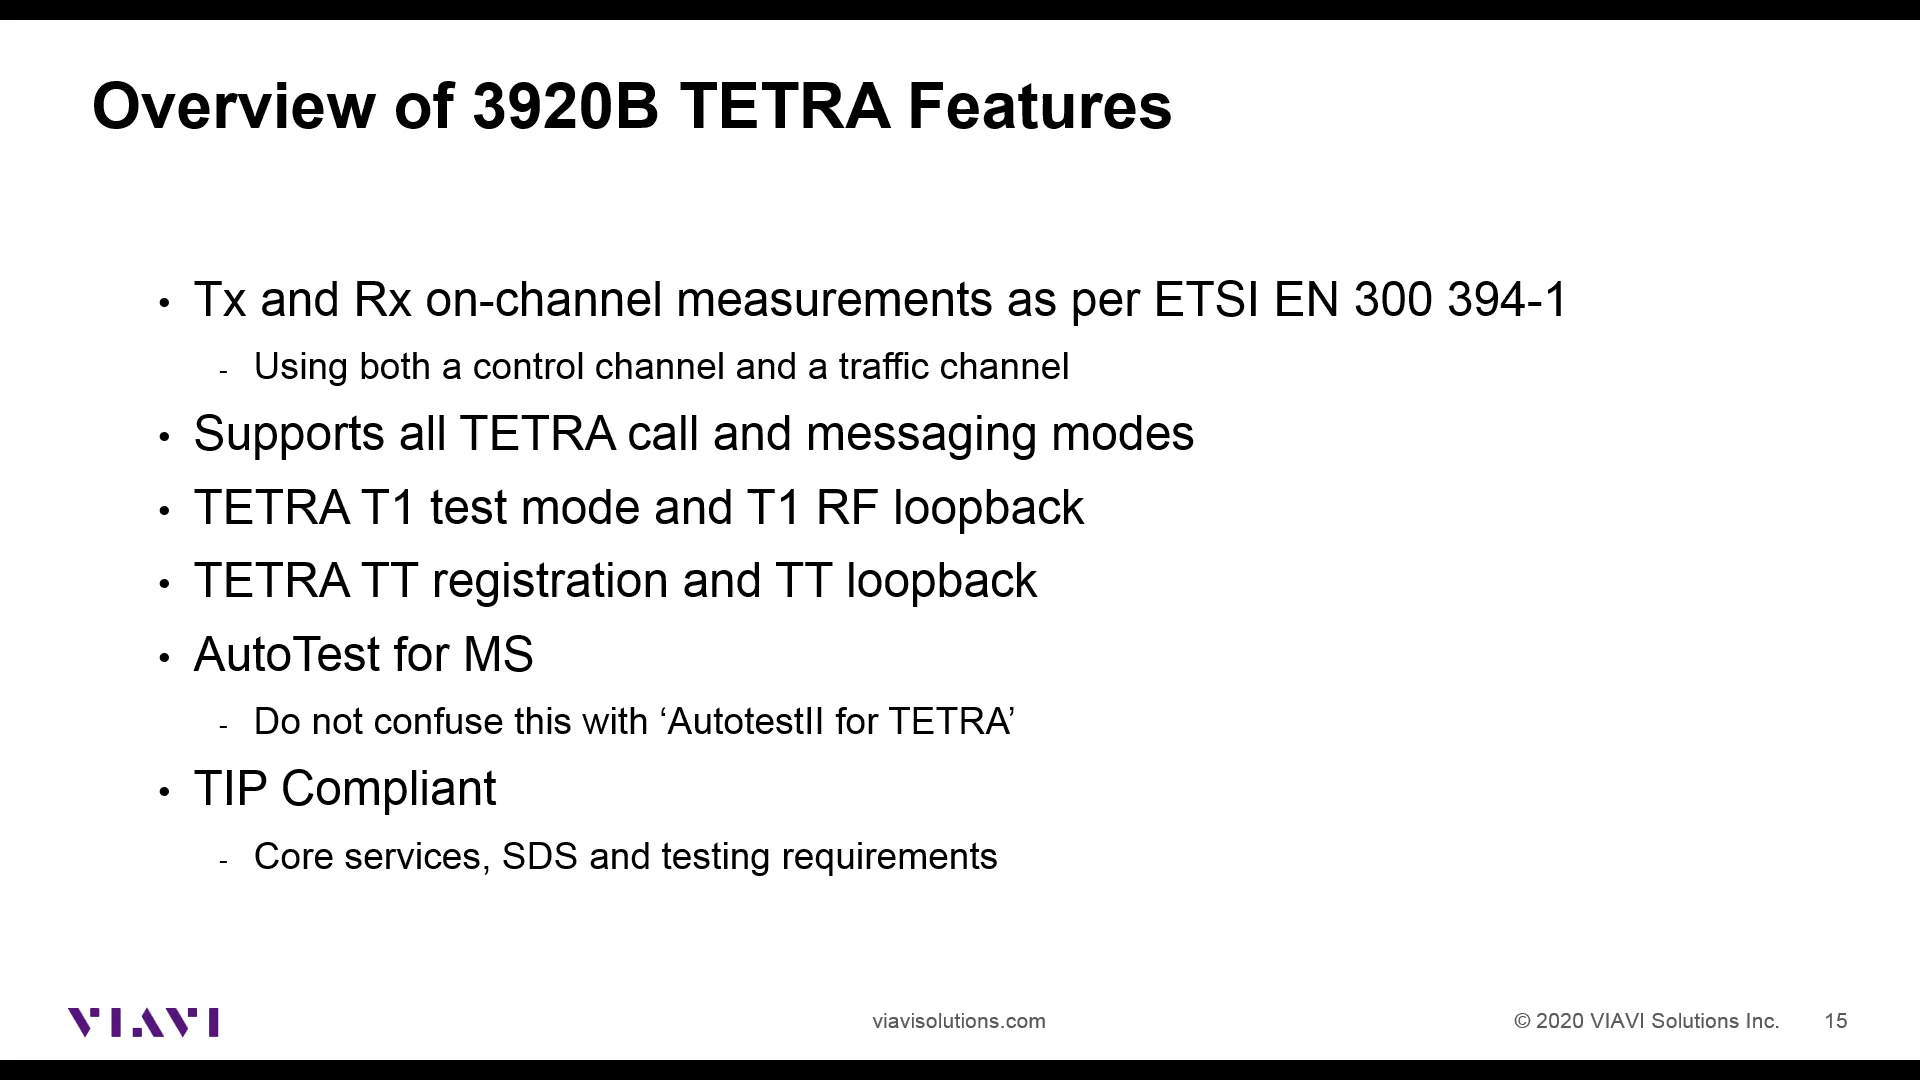 Overview of 3920B TETRA Features
• Tx and Rx on-channel measurements as per ETSI EN 300 394-1
- Using both a control channel and a traffic channel
• Supports all TETRA call and messaging modes
• TETRA T1 test mode and T1 RF loopback
• TETRA TT registration and TT loopback
• AutoTest for MS
- Do not confuse this with ‘AutotestII for TETRA’
• TIP Compliant
- Core services, SDS and testing requirements
VIAVI
viavisolutions.com
© 2020 VIAVI Solutions Inc.
15